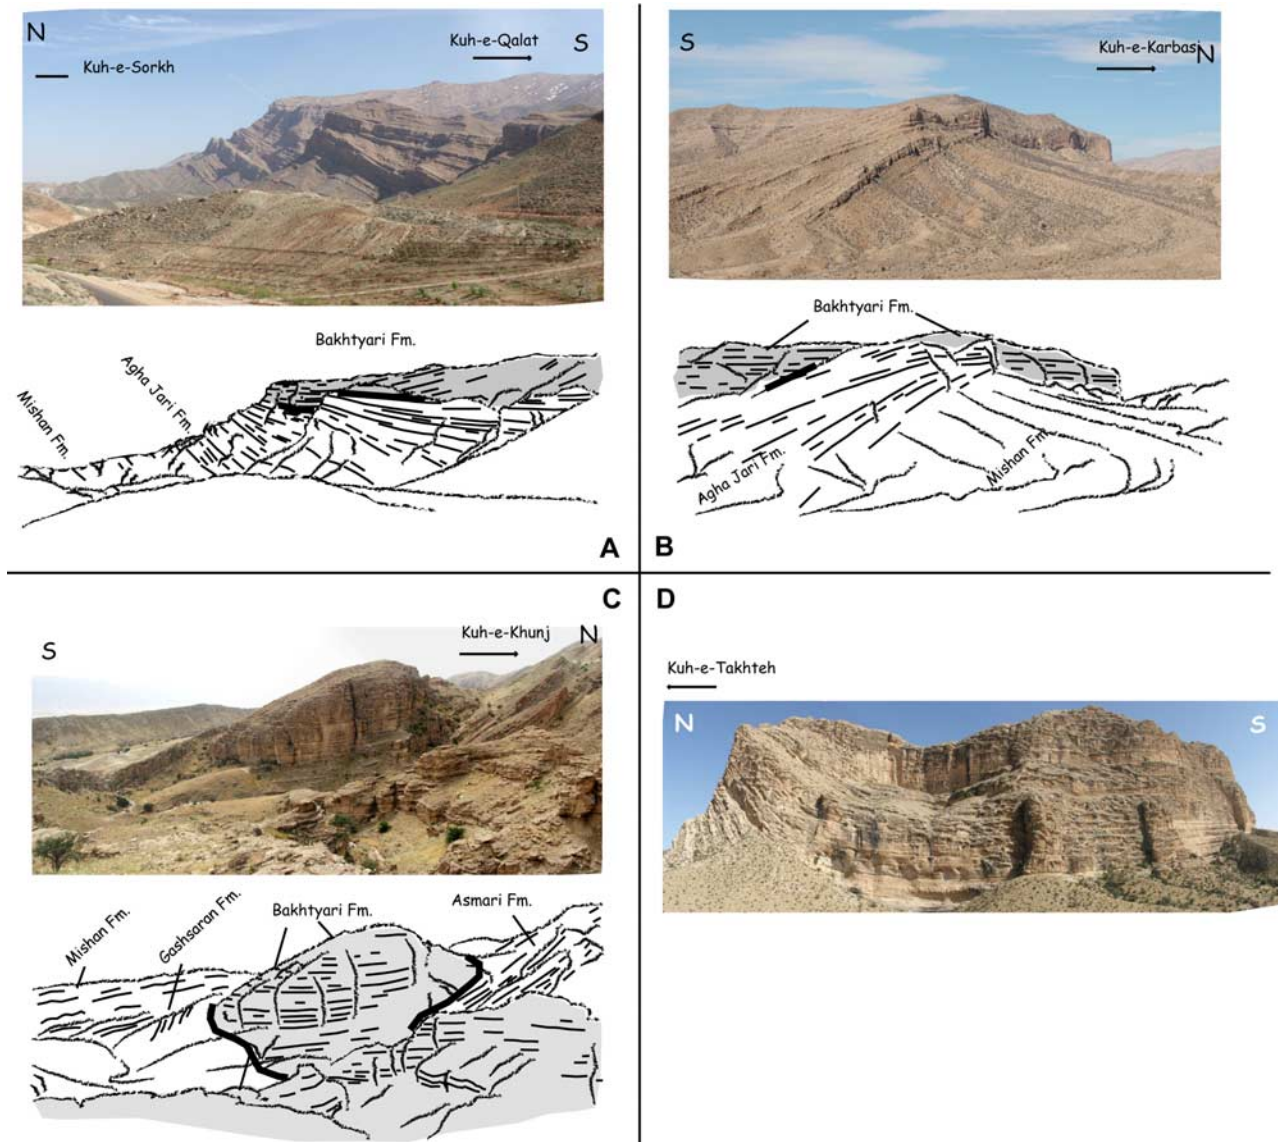 N
Kuh-e-Sorkh
Kuh-e-Qalat
S
Bakhtyari Fm.
Agha Jari Fm.
Mishan Fm.
A
S
Kuh-e-Karbasi
N
Bakhtyari Fm.
Agha Jari Fm.
Mishan Fm.
B
C
S
Kuh-e-Khunj
N
Mishan Fm.
Gashsaran Fm.
Bakhtyari Fm.
Asmari Fm.
D
Kuh-e-Takhteh
N
S